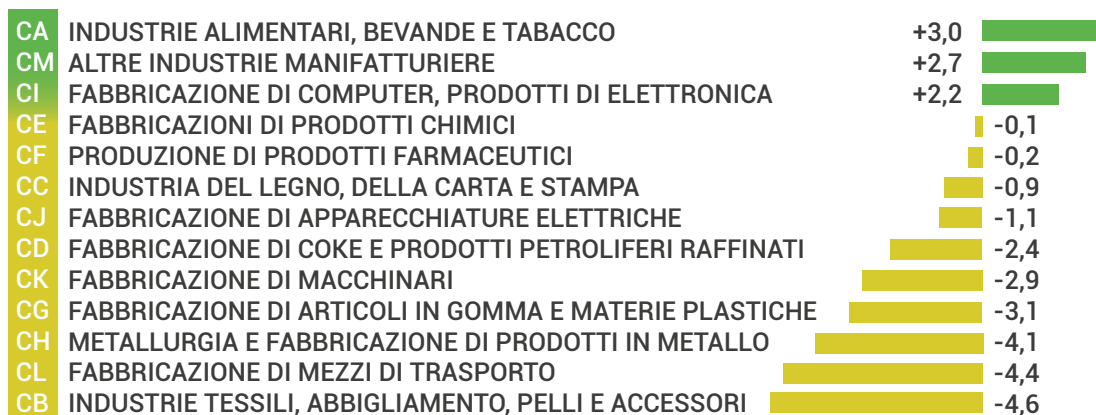 CA INDUSTRIE ALIMENTARI, BEVANDE E TABACCO +3,0
CM ALTRE INDUSTRIE MANIFATTURIERE +2,7
CI FABBRICAZIONE DI COMPUTER, PRODOTTI DI ELETTRONICA +2,2
CE FABBRICAZIONI DI PRODOTTI CHIMICI -0,1
CF PRODUZIONE DI PRODOTTI FARMACEUTICI -0,2
CC INDUSTRIA DEL LEGNO, DELLA CARTA E STAMPA -0,9
CJ FABBRICAZIONE DI APPARECCHIATURE ELETTRICHE -1,1
CD FABBRICAZIONE DI COKE E PRODOTTI PETROLIFERI RAFFINATI -2,4
CK FABBRICAZIONE DI MACCHINARI -2,9
CG FABBRICAZIONE DI ARTICOLI IN GOMMA E MATERIE PLASTICHE -3,1
CH METALLURGIA E FABBRICAZIONE DI PRODOTTI IN METALLO -4,1
CL FABBRICAZIONE DI MEZZI DI TRASPORTO -4,4
CB INDUSTRIE TESSILI, ABBIGLIAMENTO, PELLI E ACCESSORI -4,6